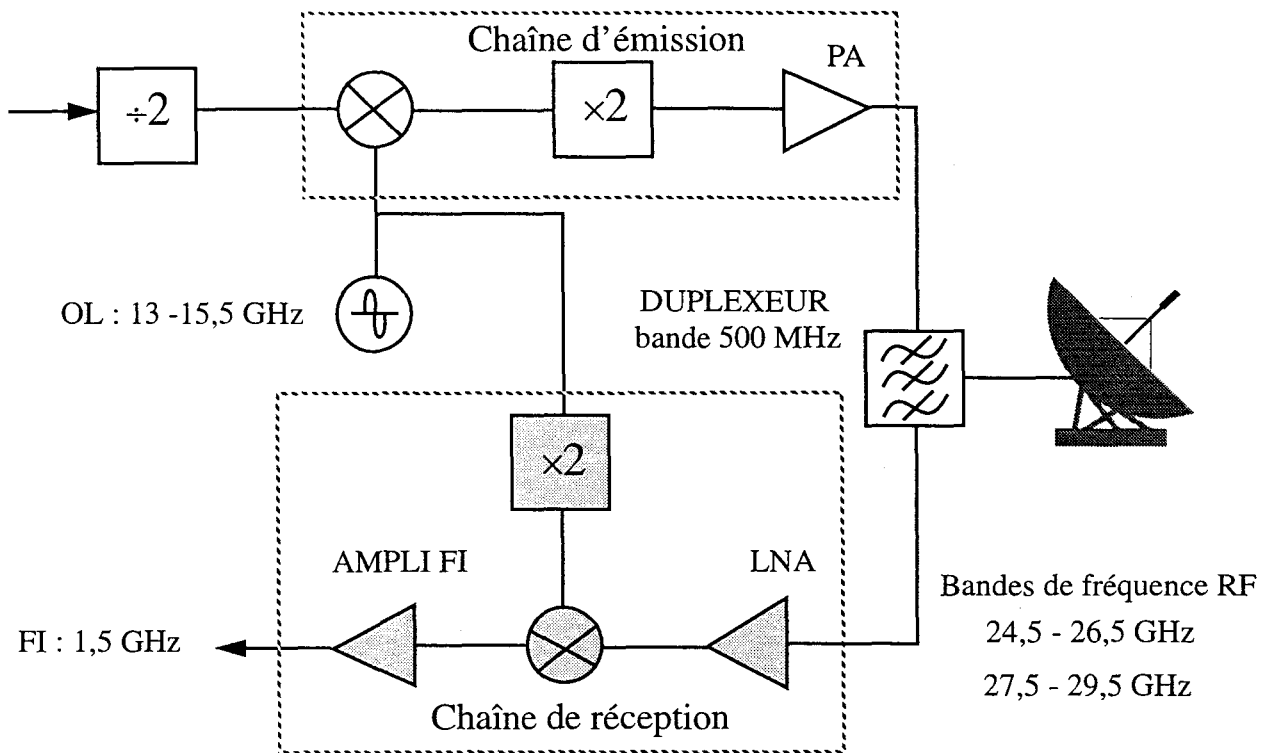 Chaîne d'émission
PA
÷2
×2
OL : 13 -15,5 GHz
DUPLEXEUR
bande 500 MHz
×2
AMPLI FI
LNA
FI : 1,5 GHz
Chaîne de réception
Bandes de fréquence RF
24,5 - 26,5 GHz
27,5 - 29,5 GHz